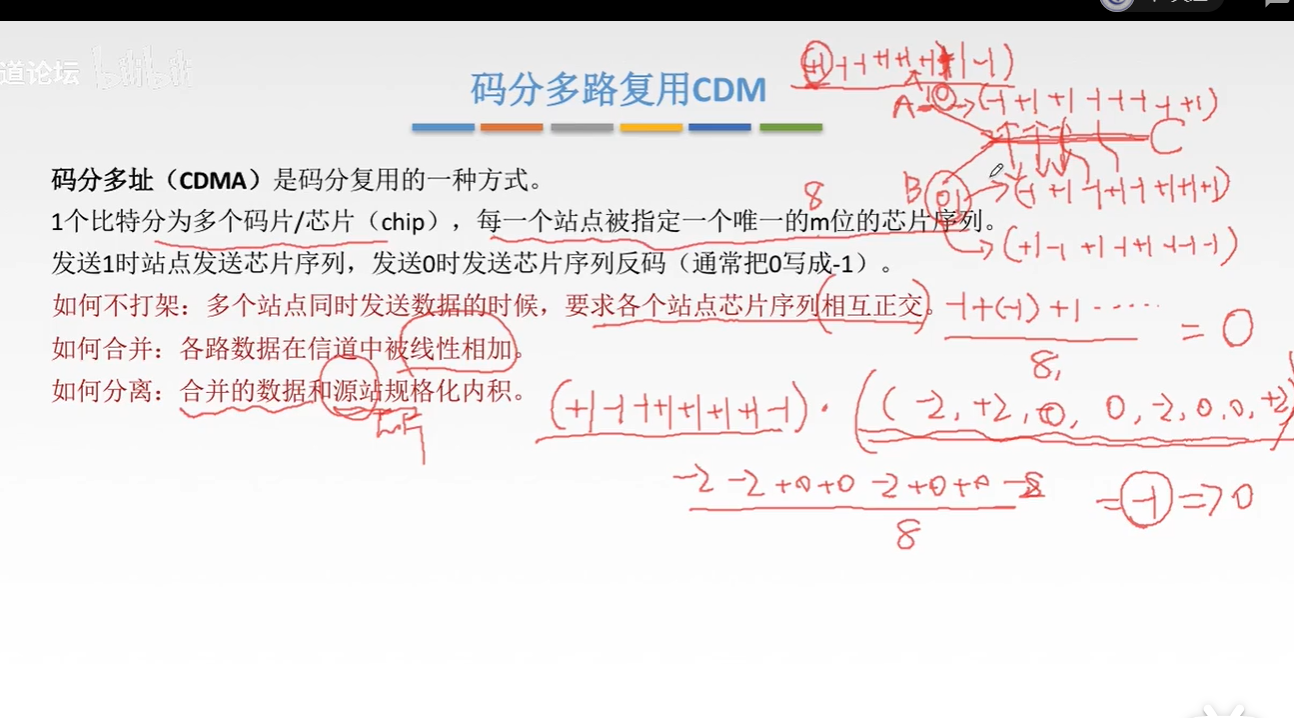 道论坛 bilibili
码分多路复用CDM
码分多址（CDMA）是码分复用的一种方式。
1个比特分为多个码片/芯片（chip），每一个站点被指定一个唯一的m位的芯片序列。
8
发送1时站点发送芯片序列，发送0时发送芯片序列反码（通常把0写成-1）。
如何不打架：多个站点同时发送数据的时候，要求各个站点芯片序列相互正交。
如何合并：各路数据在信道中被线性相加。
如何分离：合并的数据和源站规格化内积。
芯片
A 10 → (-1 +1 +1 -1 -1 -1 -1 +1)
C
B 01 → (-1 +1 -1 +1 -1 +1 +1 +1)
→ (+1 -1 +1 -1 +1 -1 -1 -1)
-1+(-1)+1 ...... = 0
8
(+1 -1 -1 +1 +1 +1 +1 -1) · ((-2, +2, 0, 0, -2, 0, 0, +2)
-2 -2 +0 +0 -2 +0 +0 -2 = -1 => 0
8